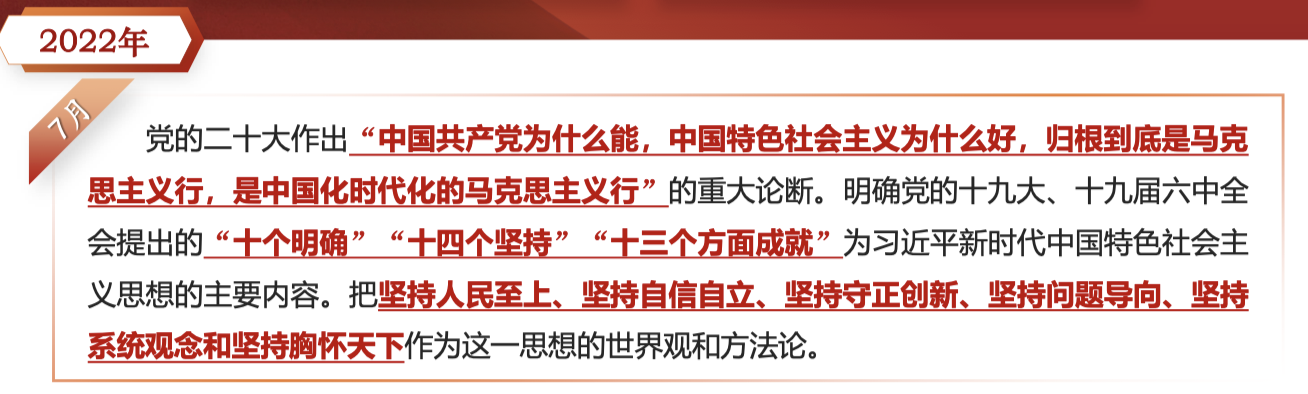 2022年
7月
党的二十大作出“中国共产党为什么能，中国特色社会主义为什么好，归根到底是马克
思主义行，是中国化时代化的马克思主义行”的重大论断。明确党的十九大、十九届六中全
会提出的“十个明确”“十四个坚持”“十三个方面成就”为习近平新时代中国特色社会主
义思想的主要内容。把坚持人民至上、坚持自信自立、坚持守正创新、坚持问题导向、坚持
系统观念和坚持胸怀天下作为这一思想的世界观和方法论。